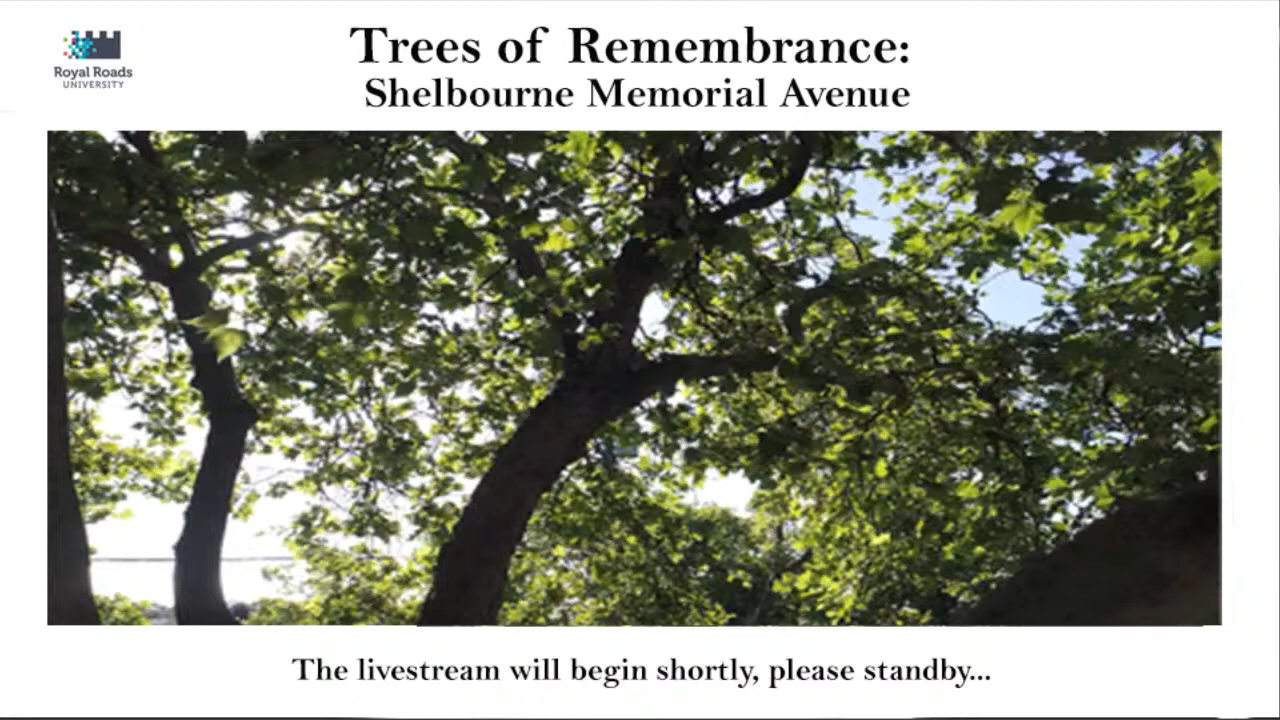 Royal Roads
UNIVERSITY
Trees of Remembrance:
Shelbourne Memorial Avenue
The livestream will begin shortly, please standby...